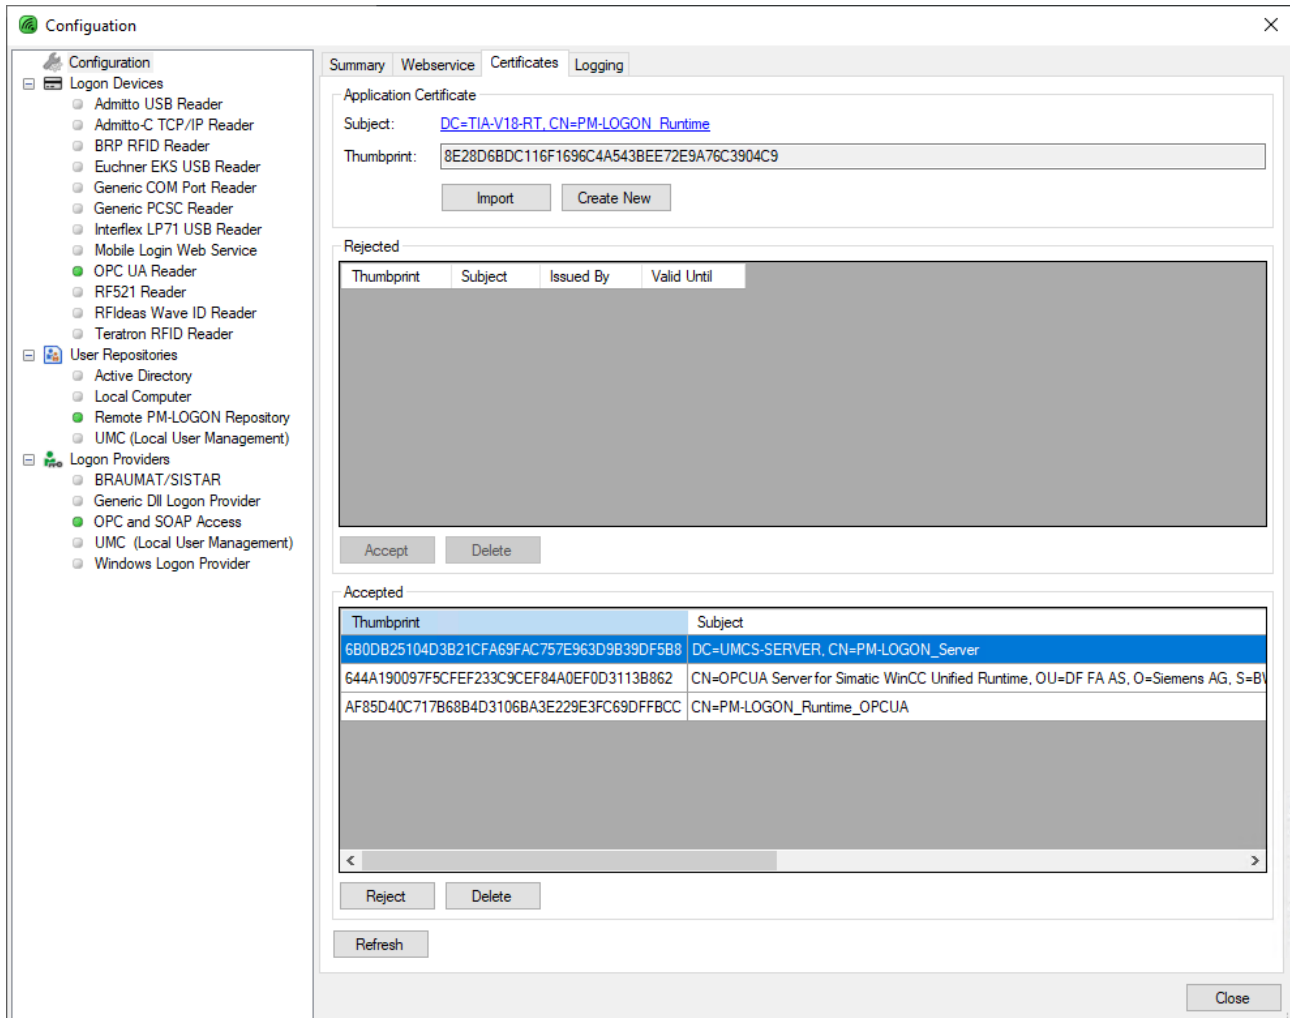 Configuation
Configuration
Logon Devices
Admitto USB Reader
Admitto-C TCP/IP Reader
BRP RFID Reader
Euchner EKS USB Reader
Generic COM Port Reader
Generic PCSC Reader
Interflex LP71 USB Reader
Mobile Login Web Service
OPC UA Reader
RF521 Reader
RFIdeas Wave ID Reader
Teratron RFID Reader
User Repositories
Active Directory
Local Computer
Remote PM-LOGON Repository
UMC (Local User Management)
Logon Providers
BRAUMAT/SISTAR
Generic Dll Logon Provider
OPC and SOAP Access
UMC (Local User Management)
Windows Logon Provider
Summary Webservice Certificates Logging
Application Certificate
Subject: DC=TIA-V18-RT, CN=PM-LOGON_Runtime
Thumbprint: 8E28D6BDC116F1696C4A543BEE72E9A76C3904C9
Import Create New
Rejected
Thumbprint Subject Issued By Valid Until
Accept Delete
Accepted
Thumbprint Subject
6B0DB25104D3B21CFA69FAC757E963D9B39DF5B8 DC=UMCS-SERVER, CN=PM-LOGON_Server
644A190097F5CFEF233C9CEF84A0EF0D3113B862 CN=OPCUA Server for Simatic WinCC Unified Runtime, OU=DF FA AS, O=Siemens AG, S=BW
AF85D40C717B68B4D3106BA3E229E3FC69DFFBCC CN=PM-LOGON_Runtime_OPCUA
Reject Delete
Refresh
Close